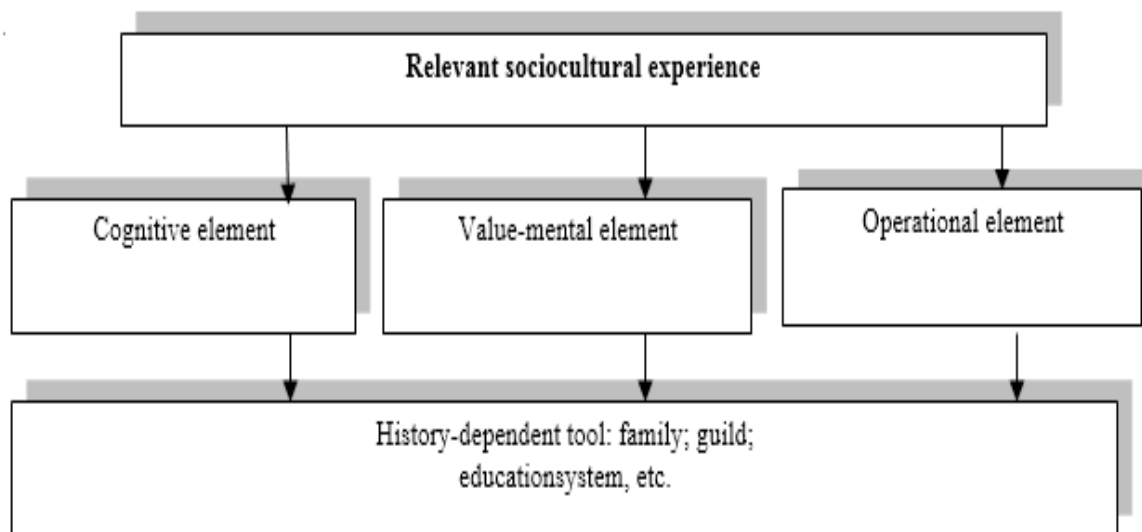 Relevant sociocultural experience
Cognitive element
Value-mental element
Operational element
History-dependent tool: family; guild;
educationsystem, etc.